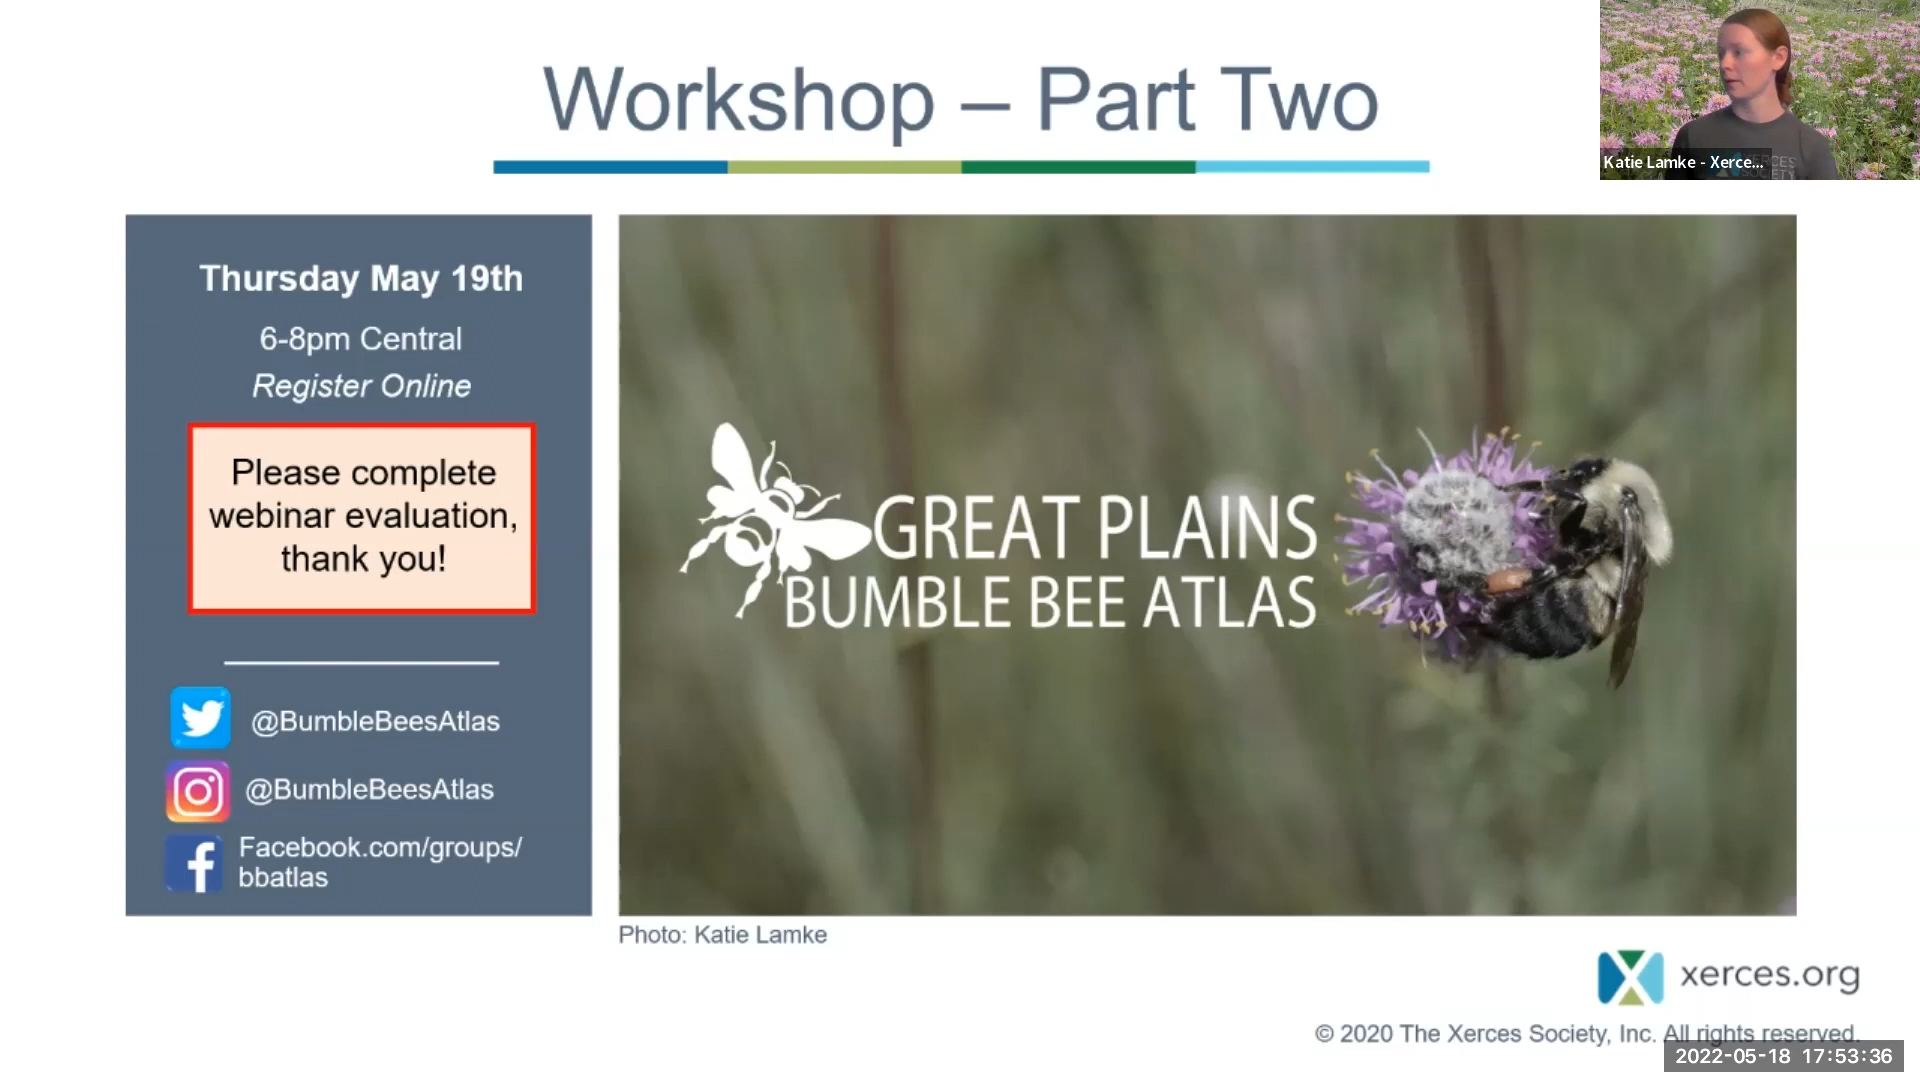 Workshop – Part Two
Katie Lamke - Xerce...
XERCES
SOCIETY
Thursday May 19th
6-8pm Central
Register Online
Please complete
webinar evaluation,
thank you!
@BumbleBeesAtlas
@BumbleBeesAtlas
Facebook.com/groups/
bbatlas
GREAT PLAINS
BUMBLE BEE ATLAS
Photo: Katie Lamke
xerces.org
© 2020 The Xerces Society, Inc. All rights reserved.
2022-05-18 17:53:36